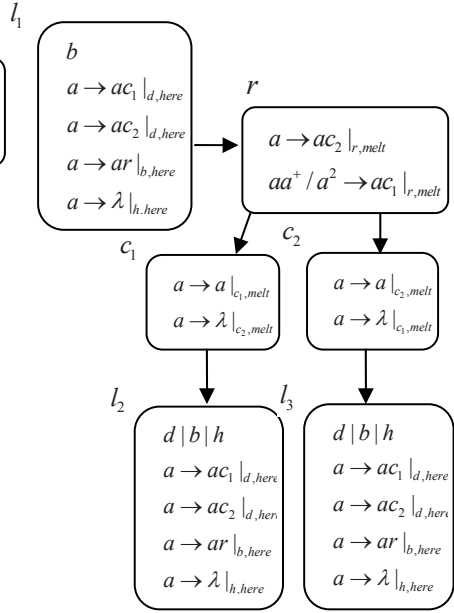 l₁
b
a → ac₁ |d,here
a → ac₂ |d,here
a → ar |b,here
a → λ |h,here
r
a → ac₂ |r,melt
aa⁺ / a² → ac₁ |r,melt
c₁
a → a |c₁,melt
a → λ |c₂,melt
c₂
a → a |c₂,melt
a → λ |c₁,melt
l₂
d | b | h
a → ac₁ |d,here
a → ac₂ |d,here
a → ar |b,here
a → λ |h,here
l₃
d | b | h
a → ac₁ |d,here
a → ac₂ |d,here
a → ar |b,here
a → λ |h,here